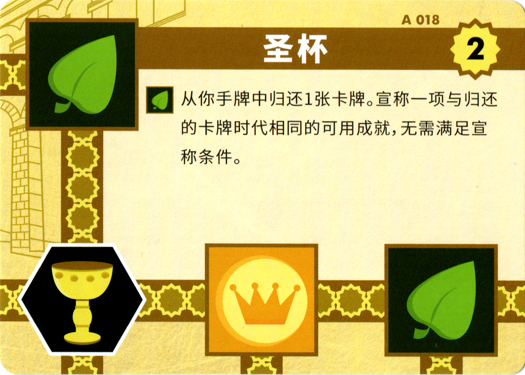 A 018
圣杯
2
从你手牌中归还1张卡牌。宣称一项与归还
的卡牌时代相同的可用成就,无需满足宣
称条件。